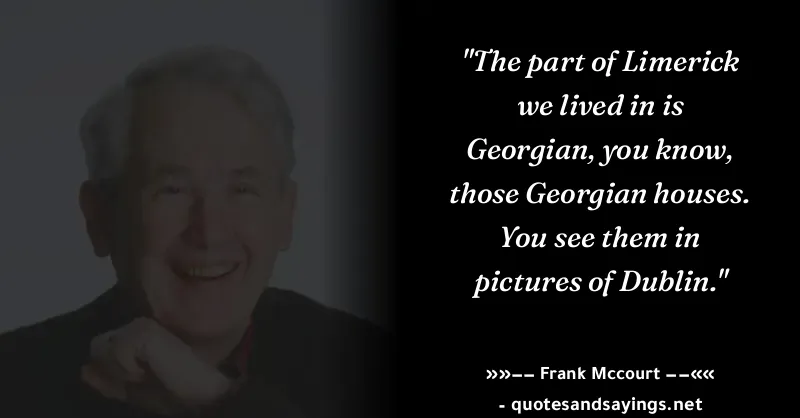 "The part of Limerick
we lived in is
Georgian, you know,
those Georgian houses.
You see them in
pictures of Dublin."
»»–– Frank Mccourt ––««
- quotesandsayings.net